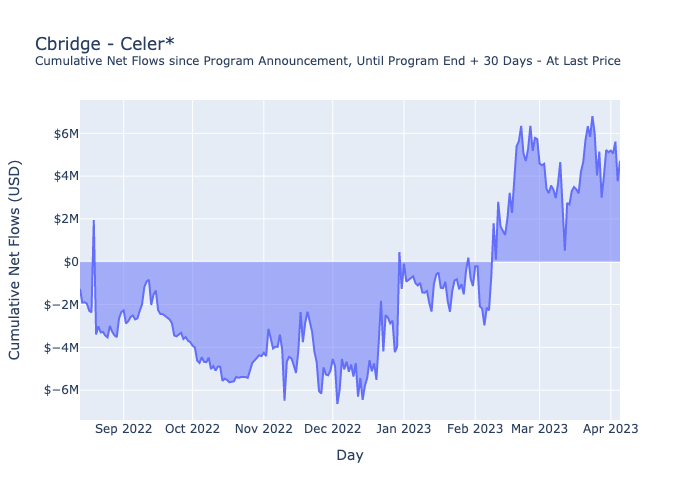 Cbridge - Celer*
Cumulative Net Flows since Program Announcement, Until Program End + 30 Days - At Last Price
Cumulative Net Flows (USD)
$6M
$4M
$2M
$0
$−2M
$−4M
$−6M
Sep 2022 Oct 2022 Nov 2022 Dec 2022 Jan 2023 Feb 2023 Mar 2023 Apr 2023
Day